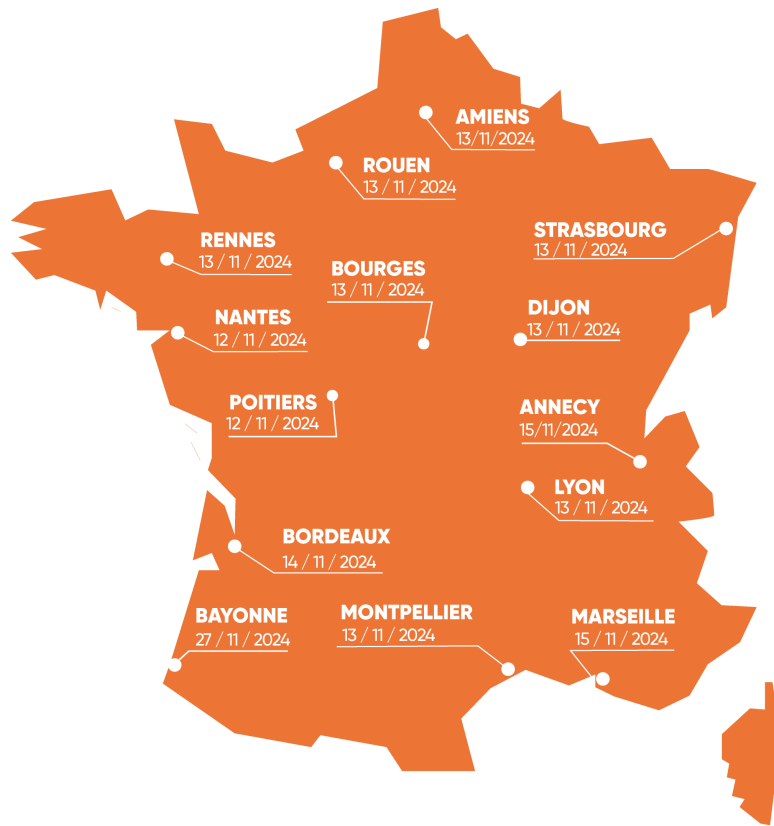 AMIENS
13/11/2024
ROUEN
13 / 11 / 2024
STRASBOURG
13 / 11 / 2024
RENNES
13 / 11 / 2024
BOURGES
13 / 11 / 2024
NANTES
12 / 11 / 2024
DIJON
13 / 11 / 2024
POITIERS
12 / 11 / 2024
ANNECY
15/11/2024
LYON
13 / 11 / 2024
BORDEAUX
14 / 11 / 2024
BAYONNE
27 / 11 / 2024
MONTPELLIER
13 / 11 / 2024
MARSEILLE
15 / 11 / 2024